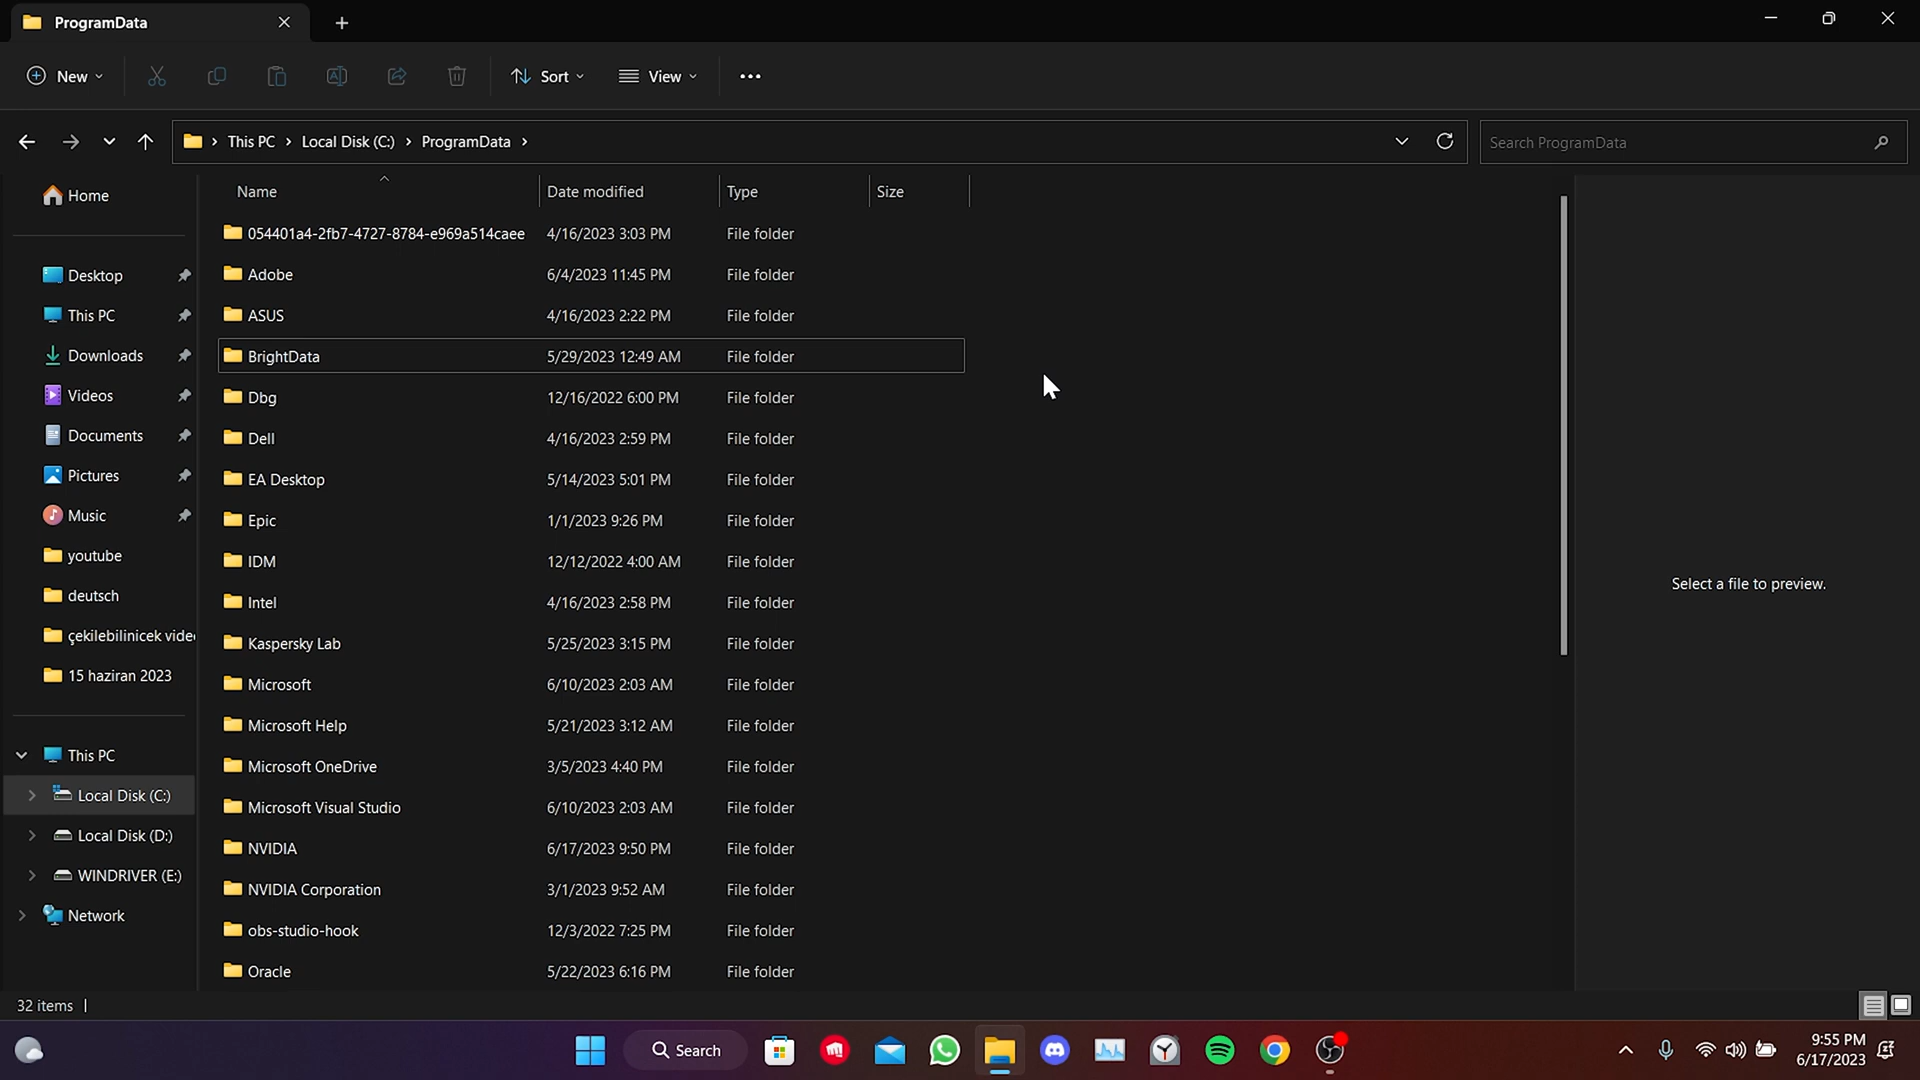 ProgramData
New
Sort
View
This PC
Local Disk (C:)
ProgramData
Search ProgramData
Home
Desktop
This PC
Downloads
Videos
Documents
Pictures
Music
youtube
deutsch
çekilebilinicek vide
15 haziran 2023
This PC
Local Disk (C:)
Local Disk (D:)
WINDRIVER (E:)
Network
Name Date modified Type Size
054401a4-2fb7-4727-8784-e969a514caee 4/16/2023 3:03 PM File folder
Adobe 6/4/2023 11:45 PM File folder
ASUS 4/16/2023 2:22 PM File folder
BrightData 5/29/2023 12:49 AM File folder
Dbg 12/16/2022 6:00 PM File folder
Dell 4/16/2023 2:59 PM File folder
EA Desktop 5/14/2023 5:01 PM File folder
Epic 1/1/2023 9:26 PM File folder
IDM 12/12/2022 4:00 AM File folder
Intel 4/16/2023 2:58 PM File folder
Kaspersky Lab 5/25/2023 3:15 PM File folder
Microsoft 6/10/2023 2:03 AM File folder
Microsoft Help 5/21/2023 3:12 AM File folder
Microsoft OneDrive 3/5/2023 4:40 PM File folder
Microsoft Visual Studio 6/10/2023 2:03 AM File folder
NVIDIA 6/17/2023 9:50 PM File folder
NVIDIA Corporation 3/1/2023 9:52 AM File folder
obs-studio-hook 12/3/2022 7:25 PM File folder
Oracle 5/22/2023 6:16 PM File folder
Select a file to preview.
32 items
Search
9:55 PM
6/17/2023